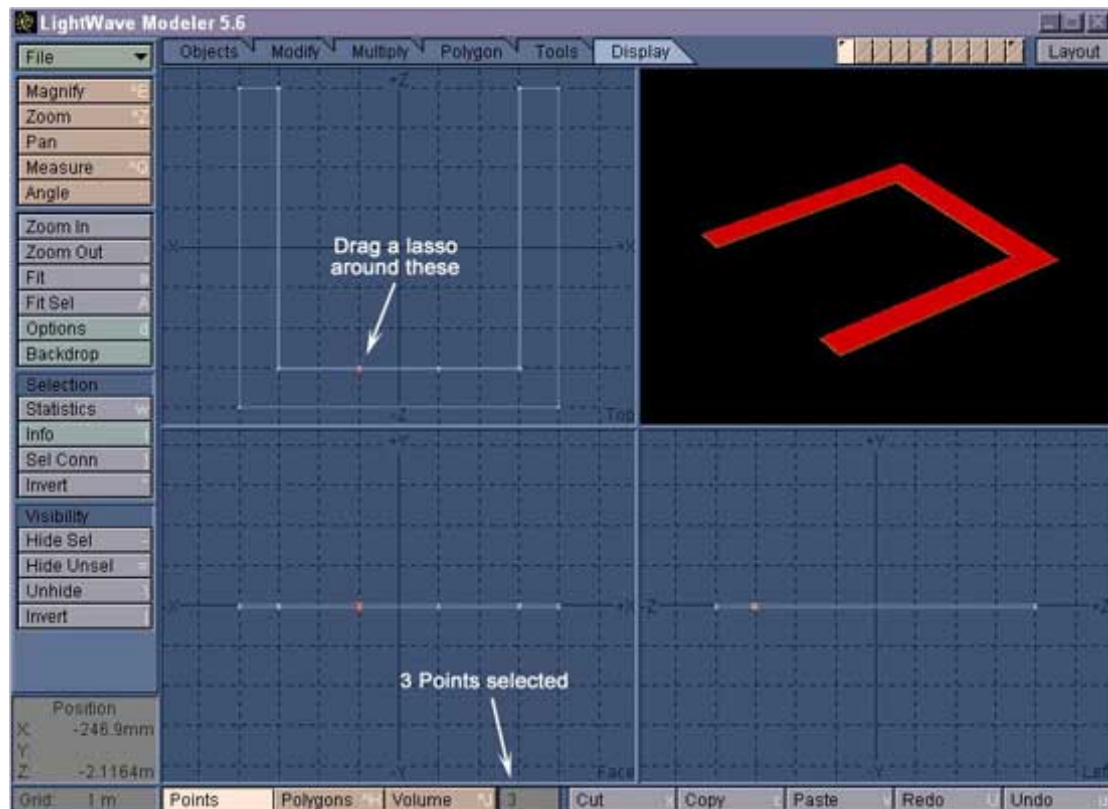 LightWave Modeler 5.6
File
Objects Modify Multiply Polygon Tools Display Layout
Magnify ^E
Zoom ^Z
Pan
Measure ^Q
Angle
Zoom In
Zoom Out
Fit a
Fit Sel A
Options d
Backdrop
Selection
Statistics w
Info i
Sel Conn ]
Invert "
Visibility
Hide Sel -
Hide Unsel =
Unhide \
Invert |
+Z
-X
+X
-Z
Top
Drag a lasso
around these
+Y
-X
+X
-Y
Face
3 Points selected
+Y
-Z
+Z
-Y
Left
Position
X: -246.9mm
Y:
Z: -2.1164m
Grid: 1 m
Points Polygons ^H Volume ^J 3 Cut x Copy c Paste v Redo Undo u